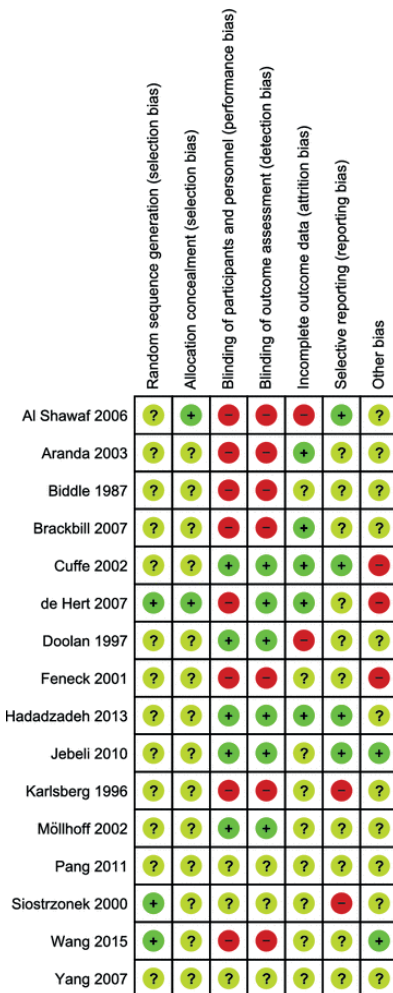 Random sequence generation (selection bias)
Allocation concealment (selection bias)
Blinding of participants and personnel (performance bias)
Blinding of outcome assessment (detection bias)
Incomplete outcome data (attrition bias)
Selective reporting (reporting bias)
Other bias
Al Shawaf 2006 ? + - - - + ?
Aranda 2003 ? ? - - + ? ?
Biddle 1987 ? ? - - ? ? ?
Brackbill 2007 ? ? - - + ? ?
Cuffe 2002 ? ? + + + + -
de Hert 2007 + + - + + ? -
Doolan 1997 ? ? + + - ? ?
Feneck 2001 ? ? - - ? ? -
Hadadzadeh 2013 ? ? + + + + ?
Jebeli 2010 ? ? + + ? + +
Karlsberg 1996 ? ? - - ? - ?
Möllhoff 2002 ? ? + + ? ? ?
Pang 2011 ? ? ? ? ? ? ?
Siostrzonek 2000 + ? ? ? ? - ?
Wang 2015 + ? - - ? ? +
Yang 2007 ? ? ? ? ? ? ?